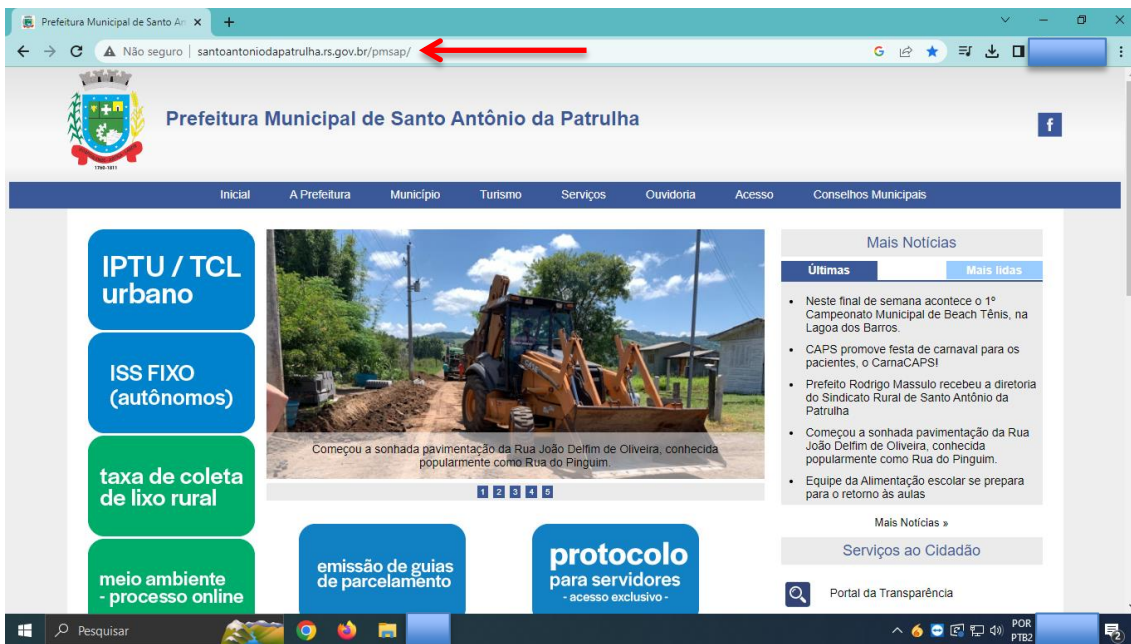 Prefeitura Municipal de Santo An
Não seguro | santoantoniodapatrulha.rs.gov.br/pmsap/
Prefeitura Municipal de Santo Antônio da Patrulha
1760-1811
f
Inicial A Prefeitura Município Turismo Serviços Ouvidoria Acesso Conselhos Municipais
IPTU / TCL
urbano
ISS FIXO
(autônomos)
taxa de coleta
de lixo rural
meio ambiente
- processo online
Começou a sonhada pavimentação da Rua João Delfim de Oliveira, conhecida
popularmente como Rua do Pinguim.
1 2 3 4 5
emissão de guias
de parcelamento
protocolo
para servidores
- acesso exclusivo -
Mais Notícias
Últimas Mais lidas
• Neste final de semana acontece o 1º
Campeonato Municipal de Beach Tênis, na
Lagoa dos Barros.
• CAPS promove festa de carnaval para os
pacientes, o CarnaCAPS!
• Prefeito Rodrigo Massulo recebeu a diretoria
do Sindicato Rural de Santo Antônio da
Patrulha
• Começou a sonhada pavimentação da Rua
João Delfim de Oliveira, conhecida
popularmente como Rua do Pinguim.
• Equipe da Alimentação escolar se prepara
para o retorno às aulas
Mais Notícias »
Serviços ao Cidadão
Portal da Transparência
Pesquisar
POR
PTB2
2